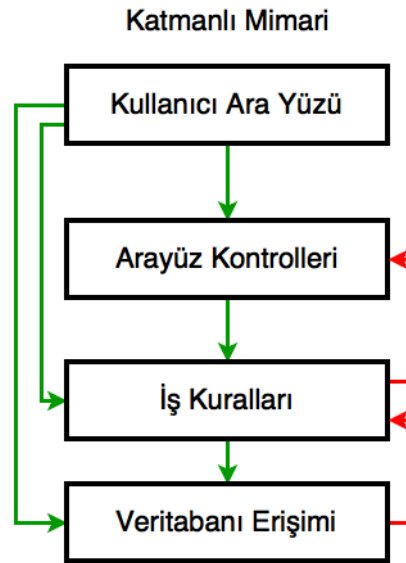 Katmanlı Mimari
Kullanıcı Ara Yüzü
Arayüz Kontrolleri
İş Kuralları
Veritabanı Erişimi